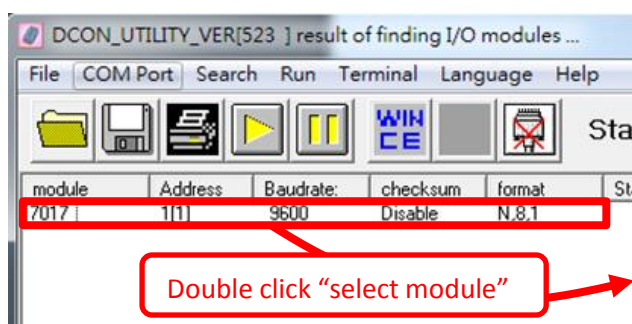 DCON_UTILITY_VER[523 ] result of finding I/O modules ...
File COM Port Search Run Terminal Language Help
WIN
CE
Sta
module Address Baudrate: checksum format St
7017 1[1] 9600 Disable N,8,1
Double click “select module”